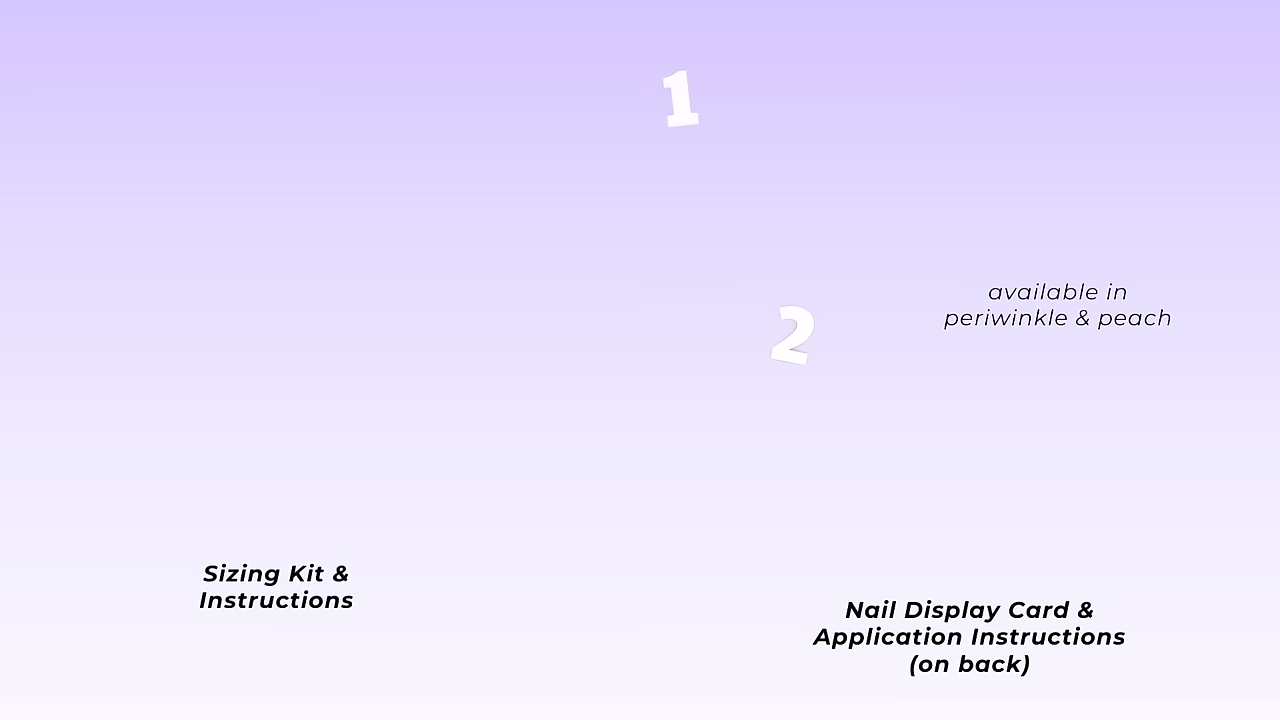 1
2
available in
periwinkle & peach
Sizing Kit &
Instructions
Nail Display Card &
Application Instructions
(on back)